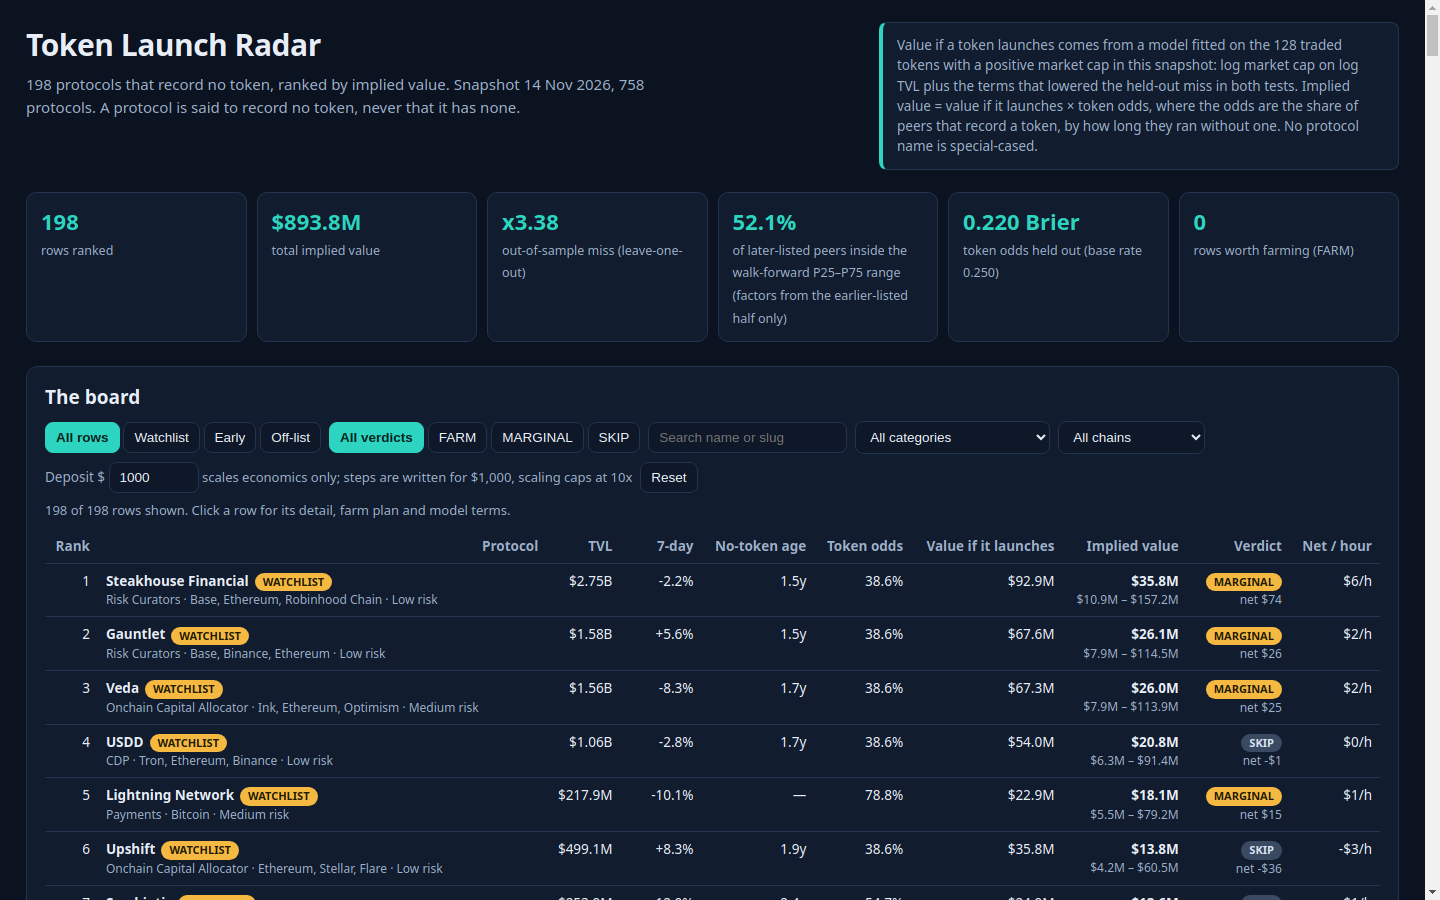 Token Launch Radar
198 protocols that record no token, ranked by implied value. Snapshot 14 Nov 2026, 758
protocols. A protocol is said to record no token, never that it has none.
Value if a token launches comes from a model fitted on the 128 traded
tokens with a positive market cap in this snapshot: log market cap on log
TVL plus the terms that lowered the held-out miss in both tests. Implied
value = value if it launches × token odds, where the odds are the share of
peers that record a token, by how long they ran without one. No protocol
name is special-cased.
198
rows ranked
$893.8M
total implied value
x3.38
out-of-sample miss (leave-one-
out)
52.1%
of later-listed peers inside the
walk-forward P25–P75 range
(factors from the earlier-listed
half only)
0.220 Brier
token odds held out (base rate
0.250)
0
rows worth farming (FARM)
The board
All rows Watchlist Early Off-list All verdicts FARM MARGINAL SKIP Search name or slug All categories All chains
Deposit $ 1000 scales economics only; steps are written for $1,000, scaling caps at 10x Reset
198 of 198 rows shown. Click a row for its detail, farm plan and model terms.
Rank Protocol TVL 7-day No-token age Token odds Value if it launches Implied value Verdict Net / hour
1 Steakhouse Financial WATCHLIST $2.75B -2.2% 1.5y 38.6% $92.9M $35.8M MARGINAL $6/h
Risk Curators · Base, Ethereum, Robinhood Chain · Low risk $10.9M – $157.2M net $74
2 Gauntlet WATCHLIST $1.58B +5.6% 1.5y 38.6% $67.6M $26.1M MARGINAL $2/h
Risk Curators · Base, Binance, Ethereum · Low risk $7.9M – $114.5M net $26
3 Veda WATCHLIST $1.56B -8.3% 1.7y 38.6% $67.3M $26.0M MARGINAL $2/h
Onchain Capital Allocator · Ink, Ethereum, Optimism · Medium risk $7.9M – $113.9M net $25
4 USDD WATCHLIST $1.06B -2.8% 1.7y 38.6% $54.0M $20.8M SKIP $0/h
CDP · Tron, Ethereum, Binance · Low risk $6.3M – $91.4M net -$1
5 Lightning Network WATCHLIST $217.9M -10.1% — 78.8% $22.9M $18.1M MARGINAL $1/h
Payments · Bitcoin · Medium risk $5.5M – $79.2M net $15
6 Upshift WATCHLIST $499.1M +8.3% 1.9y 38.6% $35.8M $13.8M SKIP -$3/h
Onchain Capital Allocator · Ethereum, Stellar, Flare · Low risk $4.2M – $60.5M net -$36